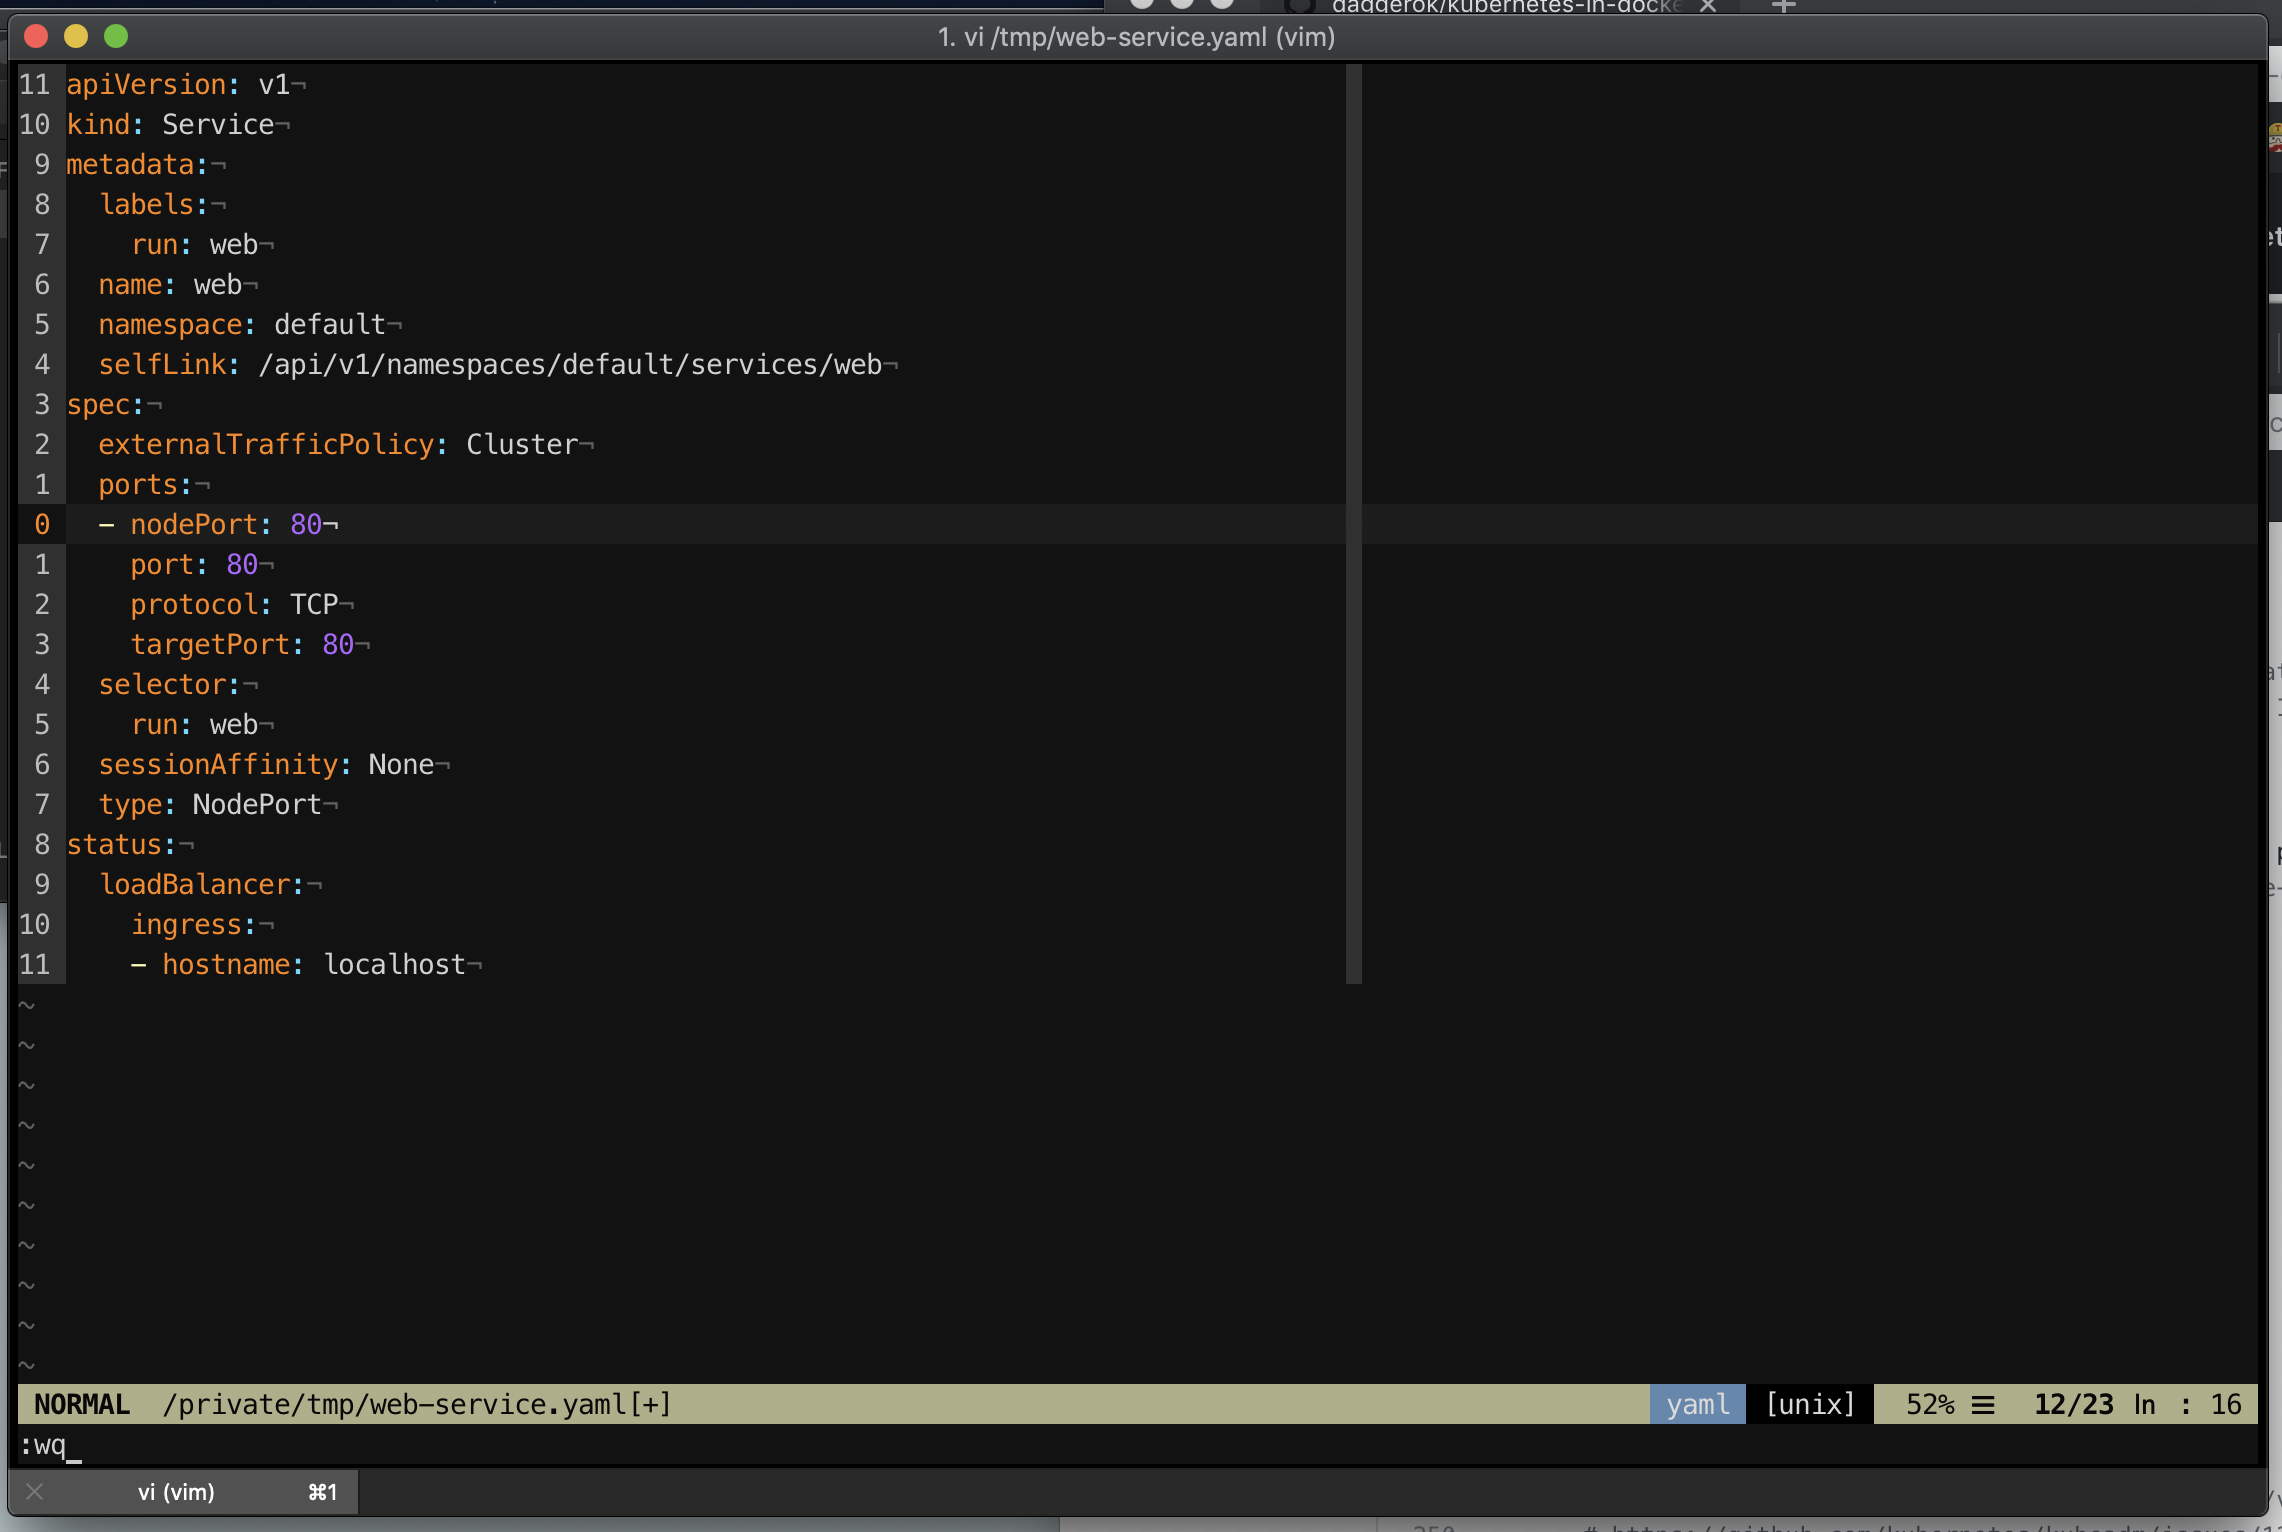 daggerok/kubernetes-in-docke
1. vi /tmp/web-service.yaml (vim)
11 apiVersion: v1¬
10 kind: Service¬
9 metadata:¬
8   labels:¬
7     run: web¬
6   name: web¬
5   namespace: default¬
4   selfLink: /api/v1/namespaces/default/services/web¬
3 spec:¬
2   externalTrafficPolicy: Cluster¬
1   ports:¬
0   - nodePort: 80¬
1     port: 80¬
2     protocol: TCP¬
3     targetPort: 80¬
4   selector:¬
5     run: web¬
6   sessionAffinity: None¬
7   type: NodePort¬
8 status:¬
9   loadBalancer:¬
10     ingress:¬
11     - hostname: localhost¬
~
~
~
~
~
~
~
~
~
~
NORMAL /private/tmp/web-service.yaml[+] yaml [unix] 52% ☰ 12/23 ln : 16
:wq_
vi (vim) ⌘1